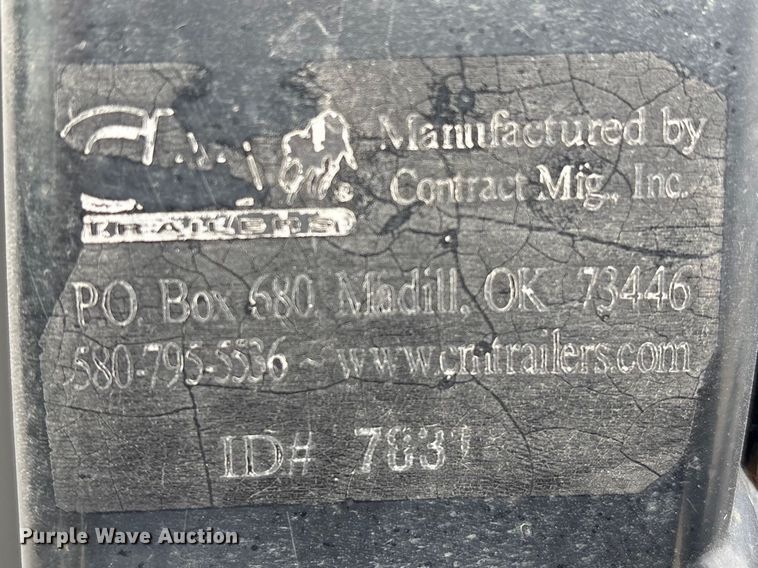 TRAILERS
Manufactured by
Contract Mfg., Inc.
P.O. Box 680, Madill, OK 73446
580-795-5536 ~ www.cmtrailers.com
ID#
Purple Wave Auction